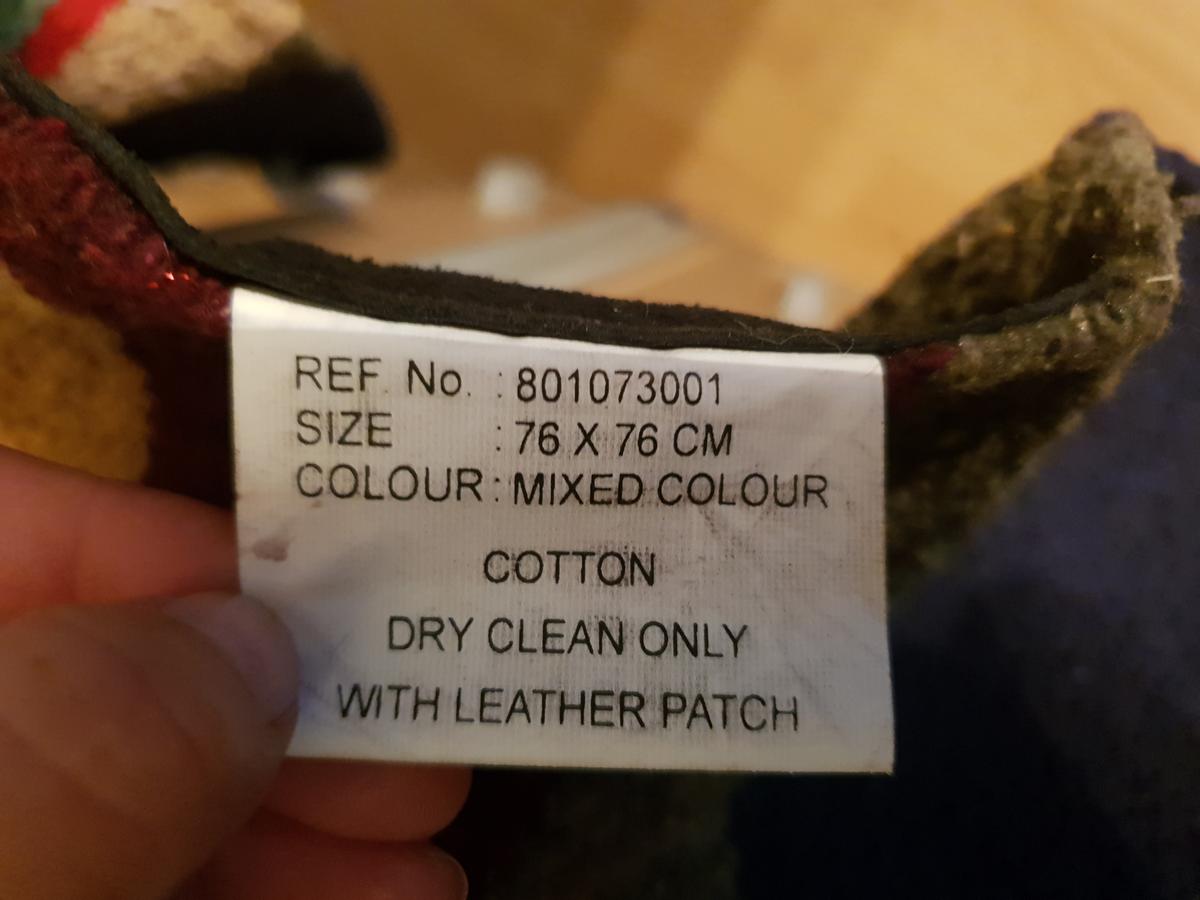 REF. No. : 801073001
SIZE : 76 X 76 CM
COLOUR : MIXED COLOUR
COTTON
DRY CLEAN ONLY
WITH LEATHER PATCH